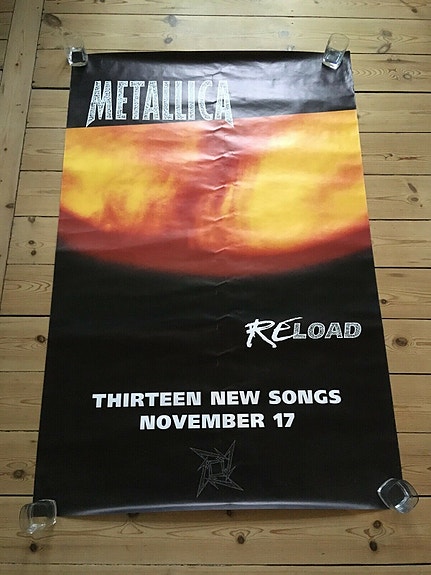 METALLICA
RELOAD
THIRTEEN NEW SONGS
NOVEMBER 17